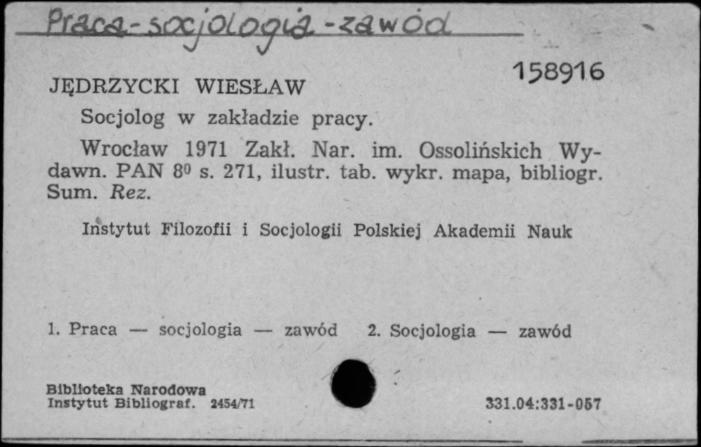 Praca-socjologia-zawód
158916
JĘDRZYCKI WIESŁAW
Socjolog w zakładzie pracy.
Wrocław 1971 Zakł. Nar. im. Ossolińskich Wy-
dawn. PAN 8⁰ s. 271, ilustr. tab. wykr. mapa, bibliogr.
Sum. Rez.
Instytut Filozofii i Socjologii Polskiej Akademii Nauk
1. Praca — socjologia — zawód 2. Socjologia — zawód
Biblioteka Narodowa
Instytut Bibliograf. 2454/71
331.04:331-057